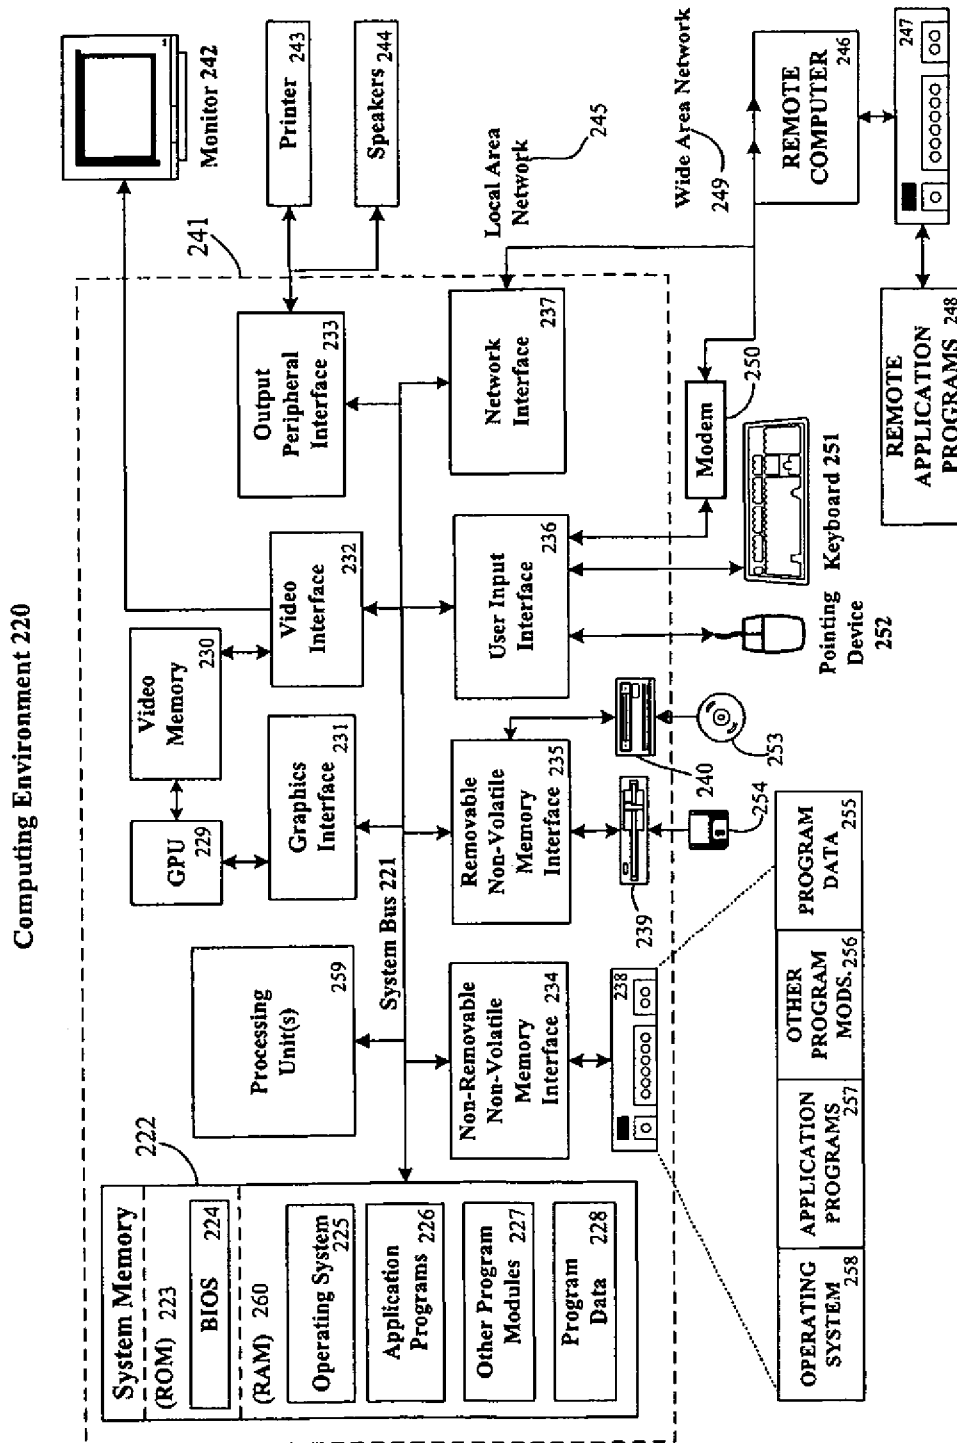 Computing Environment 220
System Memory
222
(ROM) 223
BIOS
224
(RAM) 260
Operating System
225
Application
Programs
226
Other Program
Modules
227
Program
Data
228
Processing
Unit(s)
259
GPU
229
Video
Memory
230
Graphics
Interface
231
Video
Interface
232
Output
Peripheral
Interface
233
241
Monitor 242
Printer
243
Speakers
244
System Bus 221
Non-Removable
Non-Volatile
Memory
Interface
234
Removable
Non-Volatile
Memory
Interface
235
User Input
Interface
236
Network
Interface
237
Local Area
Network
245
Wide Area Network
249
238
239
240
254
253
Pointing
Device
252
Keyboard 251
Modem
250
REMOTE
COMPUTER
246
247
REMOTE
APPLICATION
PROGRAMS
248
OPERATING
SYSTEM
258
APPLICATION
PROGRAMS
257
OTHER
PROGRAM
MODS.
256
PROGRAM
DATA
255